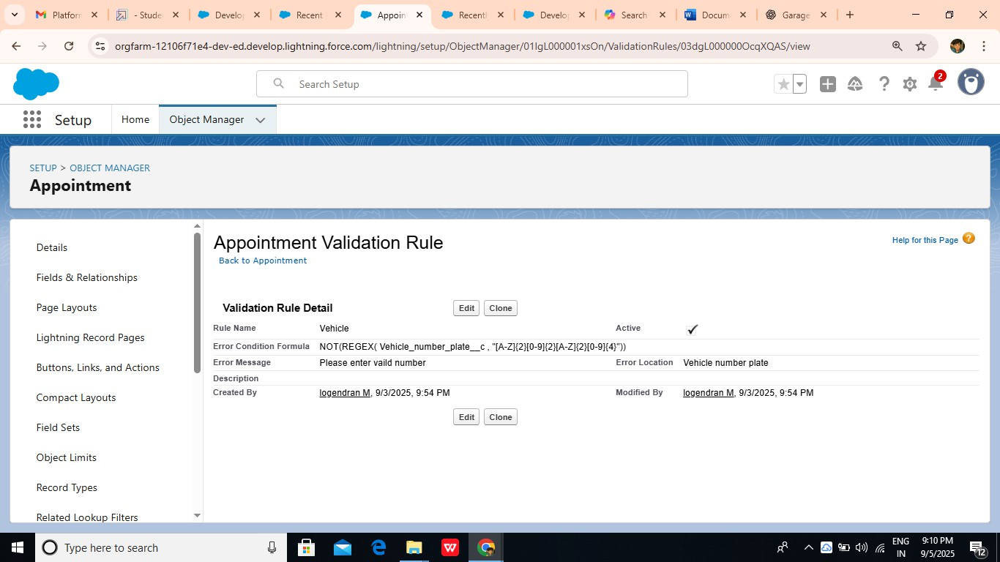 Platform
- Stude
Develo
Recent
Appoin
Recentl
Develo
Search
Docum
Garage
orgfarm-12106f71e4-dev-ed.develop.lightning.force.com/lightning/setup/ObjectManager/01IgL000001xsOn/ValidationRules/03dgL000000OcqXQAS/view
Search Setup
2
Setup
Home
Object Manager
SETUP > OBJECT MANAGER
Appointment
Details
Fields & Relationships
Page Layouts
Lightning Record Pages
Buttons, Links, and Actions
Compact Layouts
Field Sets
Object Limits
Record Types
Related Lookup Filters
Appointment Validation Rule
Help for this Page ?
Back to Appointment
Validation Rule Detail Edit Clone
Rule Name Vehicle Active
Error Condition Formula NOT(REGEX( Vehicle_number_plate__c , "[A-Z]{2}[0-9]{2}[A-Z]{2}[0-9]{4}"))
Error Message Please enter vaild number Error Location Vehicle number plate
Description
Created By logendran M, 9/3/2025, 9:54 PM Modified By logendran M, 9/3/2025, 9:54 PM
Edit Clone
Type here to search
ENG
IN
9:10 PM
9/5/2025
12